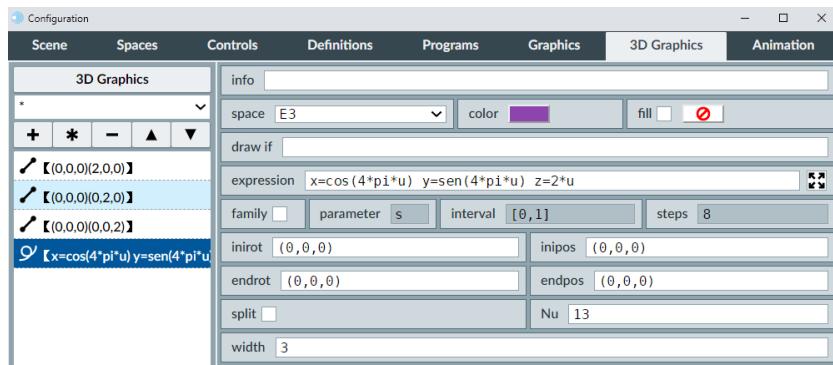 Configuration
Scene Spaces Controls Definitions Programs Graphics 3D Graphics Animation
3D Graphics
*
+ * − ▲ ▼
【(0,0,0)(2,0,0)】
【(0,0,0)(0,2,0)】
【(0,0,0)(0,0,2)】
【x=cos(4*pi*u) y=sen(4*pi*u)
info
space E3 color fill
draw if
expression x=cos(4*pi*u) y=sen(4*pi*u) z=2*u
family parameter s interval [0,1] steps 8
inirot (0,0,0) inipos (0,0,0)
endrot (0,0,0) endpos (0,0,0)
split Nu 13
width 3